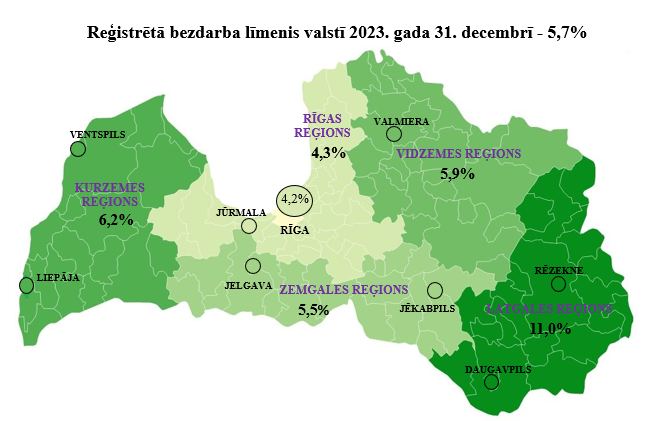 Reģistrētā bezdarba līmenis valstī 2023. gada 31. decembrī - 5,7%
VENTSPILS
RĪGAS
REĢIONS
4,3%
VALMIERA
VIDZEMES REĢIONS
5,9%
KURZEMES
REĢIONS
6,2%
4,2%
JŪRMALA
RĪGA
LIEPĀJA
JELGAVA
ZEMGALES REĢIONS
5,5%
JĒKABPILS
RĒZEKNE
LATGALES REĢIONS
11,0%
DAUGAVPILS